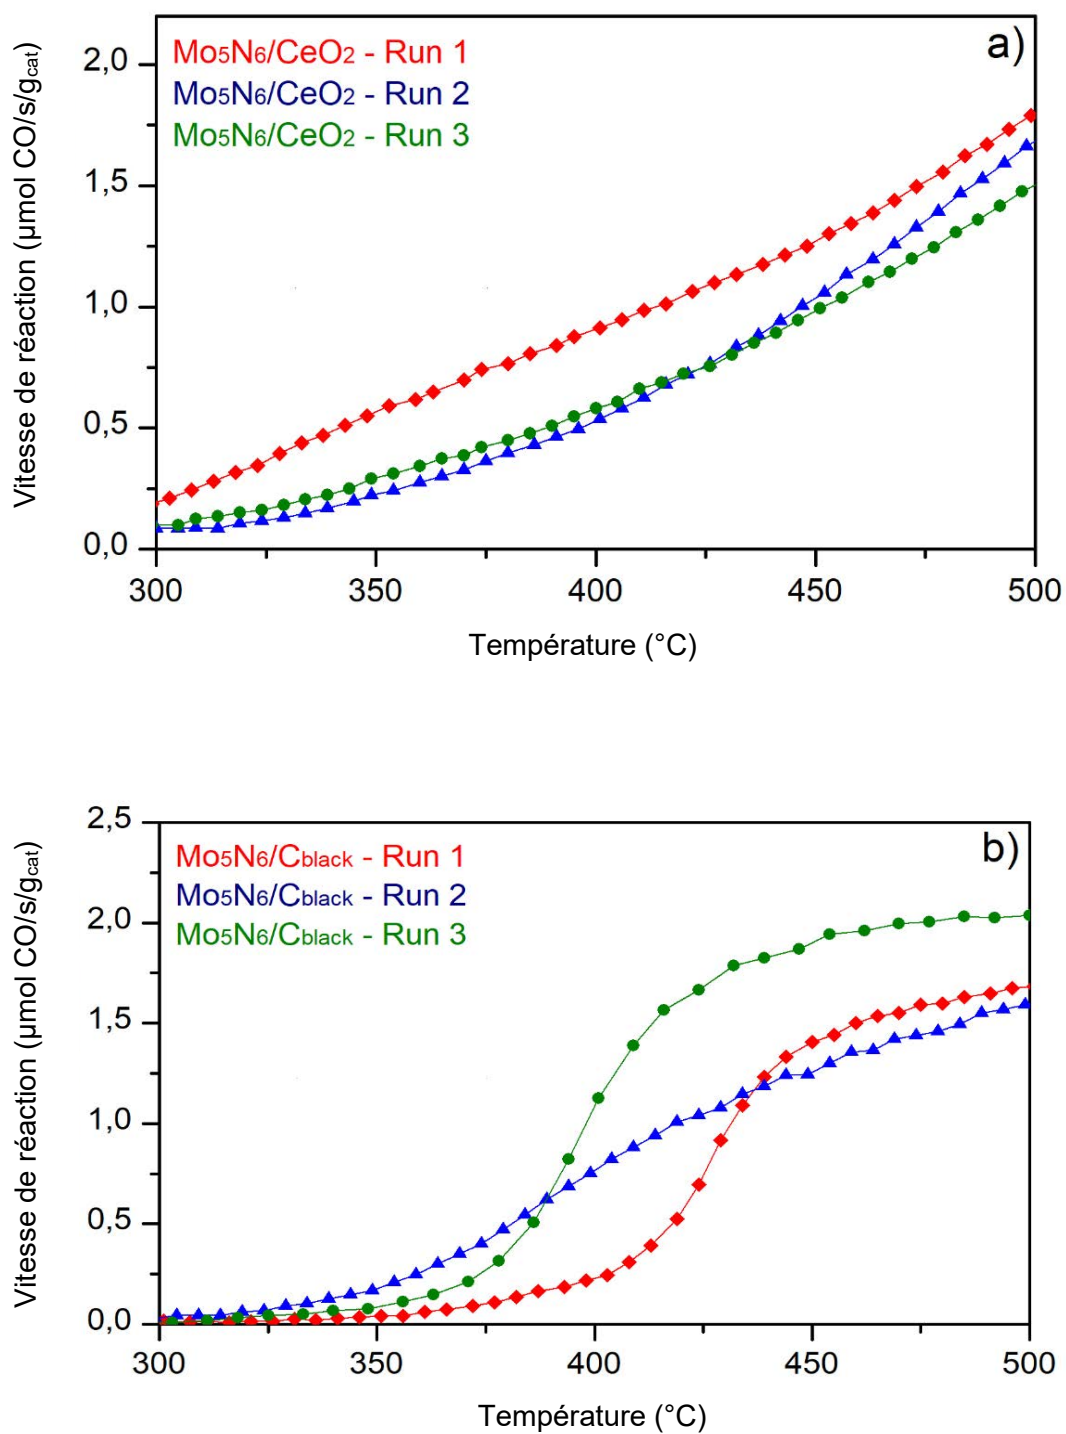 a)
Mo5N6/CeO2 - Run 1
Mo5N6/CeO2 - Run 2
Mo5N6/CeO2 - Run 3
Vitesse de réaction (µmol CO/s/gcat)
2,0
1,5
1,0
0,5
0,0
300 350 400 450 500
Température (°C)
b)
Mo5N6/Cblack - Run 1
Mo5N6/Cblack - Run 2
Mo5N6/Cblack - Run 3
Vitesse de réaction (µmol CO/s/gcat)
2,5
2,0
1,5
1,0
0,5
0,0
300 350 400 450 500
Température (°C)